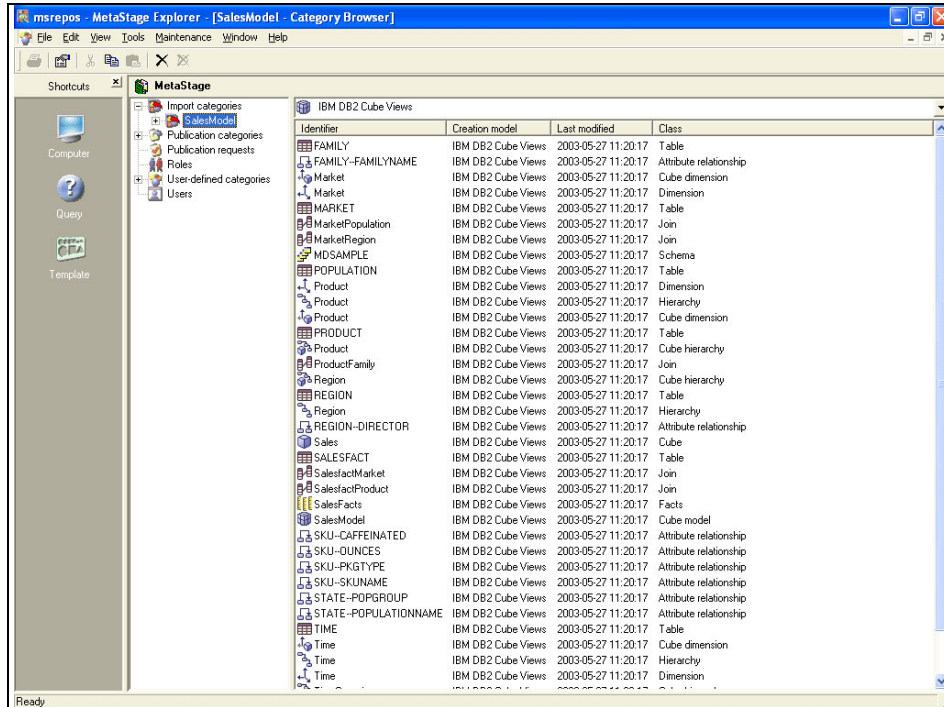 msrepos - MetaStage Explorer - [SalesModel - Category Browser]
File Edit View Tools Maintenance Window Help
Shortcuts
MetaStage
Computer
Query
Template
Import categories
SalesModel
Publication categories
Publication requests
Roles
User-defined categories
Users
IBM DB2 Cube Views
Identifier Creation model Last modified Class
FAMILY IBM DB2 Cube Views 2003-05-27 11:20:17 Table
FAMILY--FAMILYNAME IBM DB2 Cube Views 2003-05-27 11:20:17 Attribute relationship
Market IBM DB2 Cube Views 2003-05-27 11:20:17 Cube dimension
Market IBM DB2 Cube Views 2003-05-27 11:20:17 Dimension
MARKET IBM DB2 Cube Views 2003-05-27 11:20:17 Table
MarketPopulation IBM DB2 Cube Views 2003-05-27 11:20:17 Join
MarketRegion IBM DB2 Cube Views 2003-05-27 11:20:17 Join
MDSAMPLE IBM DB2 Cube Views 2003-05-27 11:20:17 Schema
POPULATION IBM DB2 Cube Views 2003-05-27 11:20:17 Table
Product IBM DB2 Cube Views 2003-05-27 11:20:17 Dimension
Product IBM DB2 Cube Views 2003-05-27 11:20:17 Hierarchy
Product IBM DB2 Cube Views 2003-05-27 11:20:17 Cube dimension
PRODUCT IBM DB2 Cube Views 2003-05-27 11:20:17 Table
Product IBM DB2 Cube Views 2003-05-27 11:20:17 Cube hierarchy
ProductFamily IBM DB2 Cube Views 2003-05-27 11:20:17 Join
Region IBM DB2 Cube Views 2003-05-27 11:20:17 Cube hierarchy
REGION IBM DB2 Cube Views 2003-05-27 11:20:17 Table
Region IBM DB2 Cube Views 2003-05-27 11:20:17 Hierarchy
REGION--DIRECTOR IBM DB2 Cube Views 2003-05-27 11:20:17 Attribute relationship
Sales IBM DB2 Cube Views 2003-05-27 11:20:17 Cube
SALESFACT IBM DB2 Cube Views 2003-05-27 11:20:17 Table
SalesfactMarket IBM DB2 Cube Views 2003-05-27 11:20:17 Join
SalesfactProduct IBM DB2 Cube Views 2003-05-27 11:20:17 Join
SalesFacts IBM DB2 Cube Views 2003-05-27 11:20:17 Facts
SalesModel IBM DB2 Cube Views 2003-05-27 11:20:17 Cube model
SKU--CAFFEINATED IBM DB2 Cube Views 2003-05-27 11:20:17 Attribute relationship
SKU--OUNCES IBM DB2 Cube Views 2003-05-27 11:20:17 Attribute relationship
SKU--PKGTYPE IBM DB2 Cube Views 2003-05-27 11:20:17 Attribute relationship
SKU--SKUNAME IBM DB2 Cube Views 2003-05-27 11:20:17 Attribute relationship
STATE--POPGROUP IBM DB2 Cube Views 2003-05-27 11:20:17 Attribute relationship
STATE--POPULATIONNAME IBM DB2 Cube Views 2003-05-27 11:20:17 Attribute relationship
TIME IBM DB2 Cube Views 2003-05-27 11:20:17 Table
Time IBM DB2 Cube Views 2003-05-27 11:20:17 Cube dimension
Time IBM DB2 Cube Views 2003-05-27 11:20:17 Hierarchy
Time IBM DB2 Cube Views 2003-05-27 11:20:17 Dimension
Ready